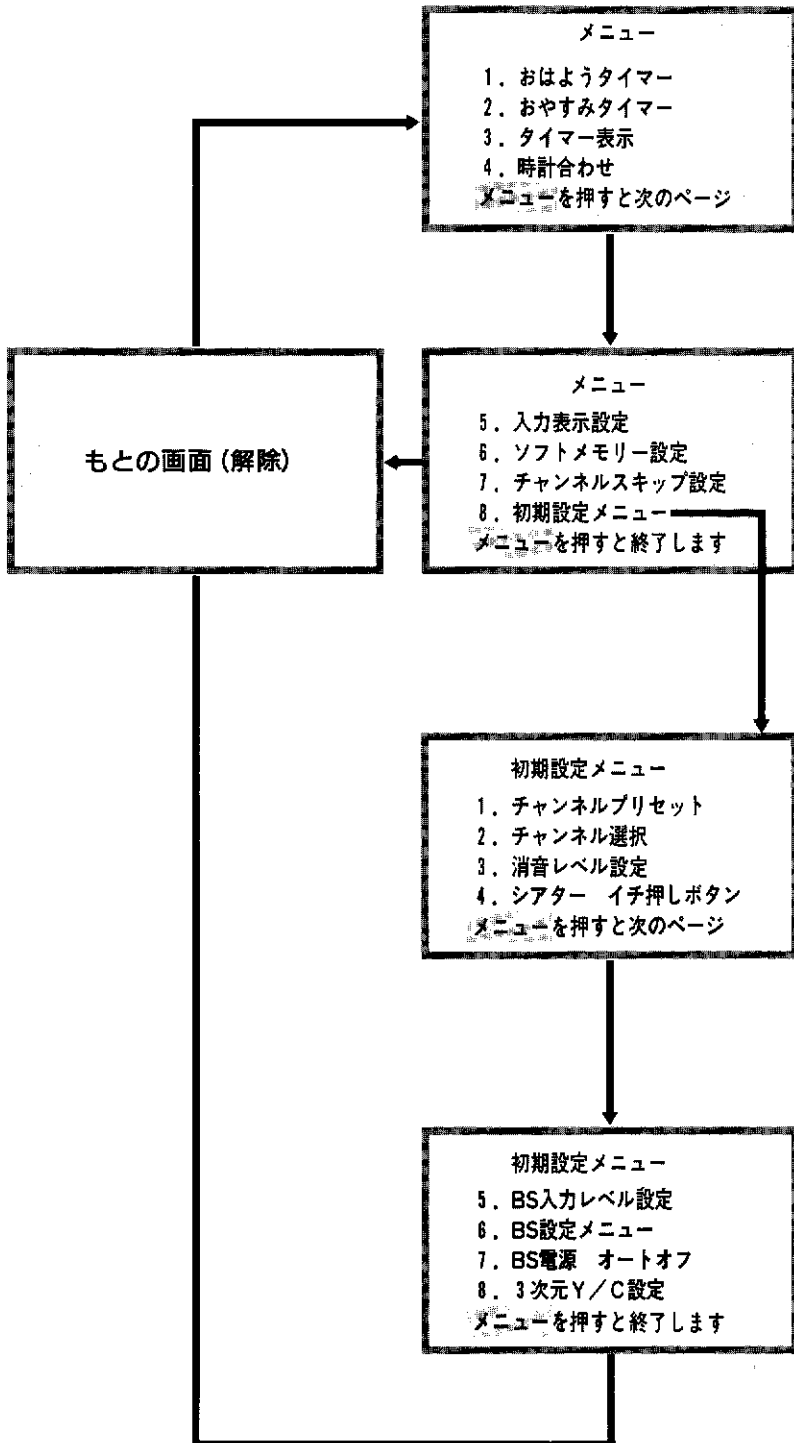 メニュー
1. おはようタイマー
2. おやすみタイマー
3. タイマー表示
4. 時計合わせ
メニューを押すと次のページ
メニュー
5. 入力表示設定
6. ソフトメモリー設定
7. チャンネルスキップ設定
8. 初期設定メニュー
メニューを押すと終了します
もとの画面(解除)
初期設定メニュー
1. チャンネルプリセット
2. チャンネル選択
3. 消音レベル設定
4. シアター イチ押しボタン
メニューを押すと次のページ
初期設定メニュー
5. BS入力レベル設定
6. BS設定メニュー
7. BS電源 オートオフ
8. 3次元Y/C設定
メニューを押すと終了します